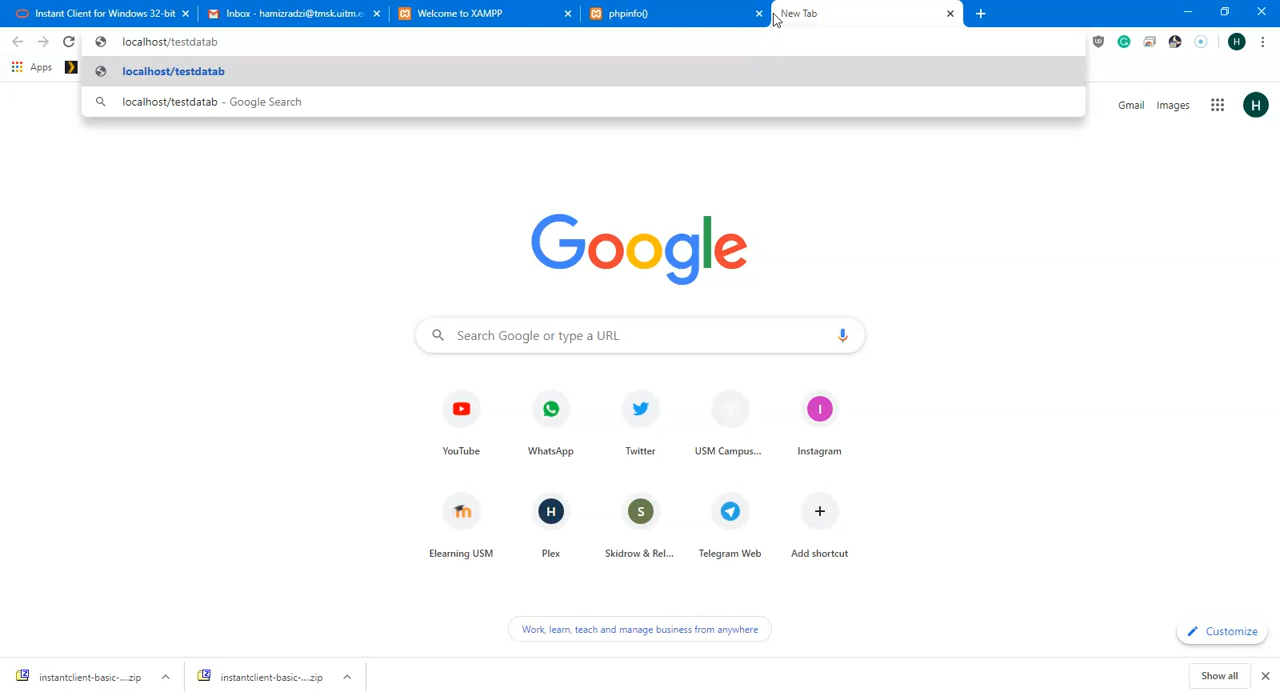 Instant Client for Windows 32-bit
Inbox - hamizradzi@tmsk.uitm.e
Welcome to XAMPP
phpinfo()
New Tab
localhost/testdatab
H
Apps
localhost/testdatab
localhost/testdatab - Google Search
Gmail
Images
H
Google
Search Google or type a URL
I
YouTube
WhatsApp
Twitter
USM Campus...
Instagram
H
S
Elearning USM
Plex
Skidrow & Rel...
Telegram Web
Add shortcut
Work, learn, teach and manage business from anywhere
Customize
instantclient-basic-....zip
instantclient-basic-....zip
Show all